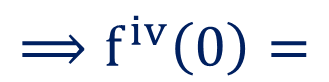 ⟹ f^iv(0) =